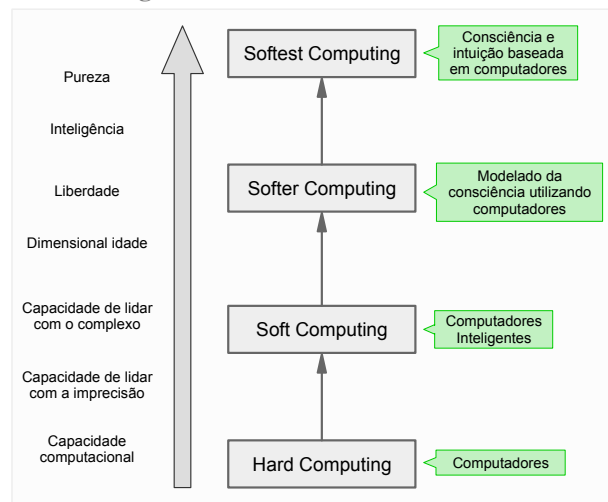 Softest Computing
Consciência e
intuição baseada
em computadores
Pureza
Inteligência
Liberdade
Softer Computing
Modelado da
consciência utilizando
computadores
Dimensional idade
Capacidade de lidar
com o complexo
Soft Computing
Computadores
Inteligentes
Capacidade de lidar
com a imprecisão
Capacidade
computacional
Hard Computing
Computadores